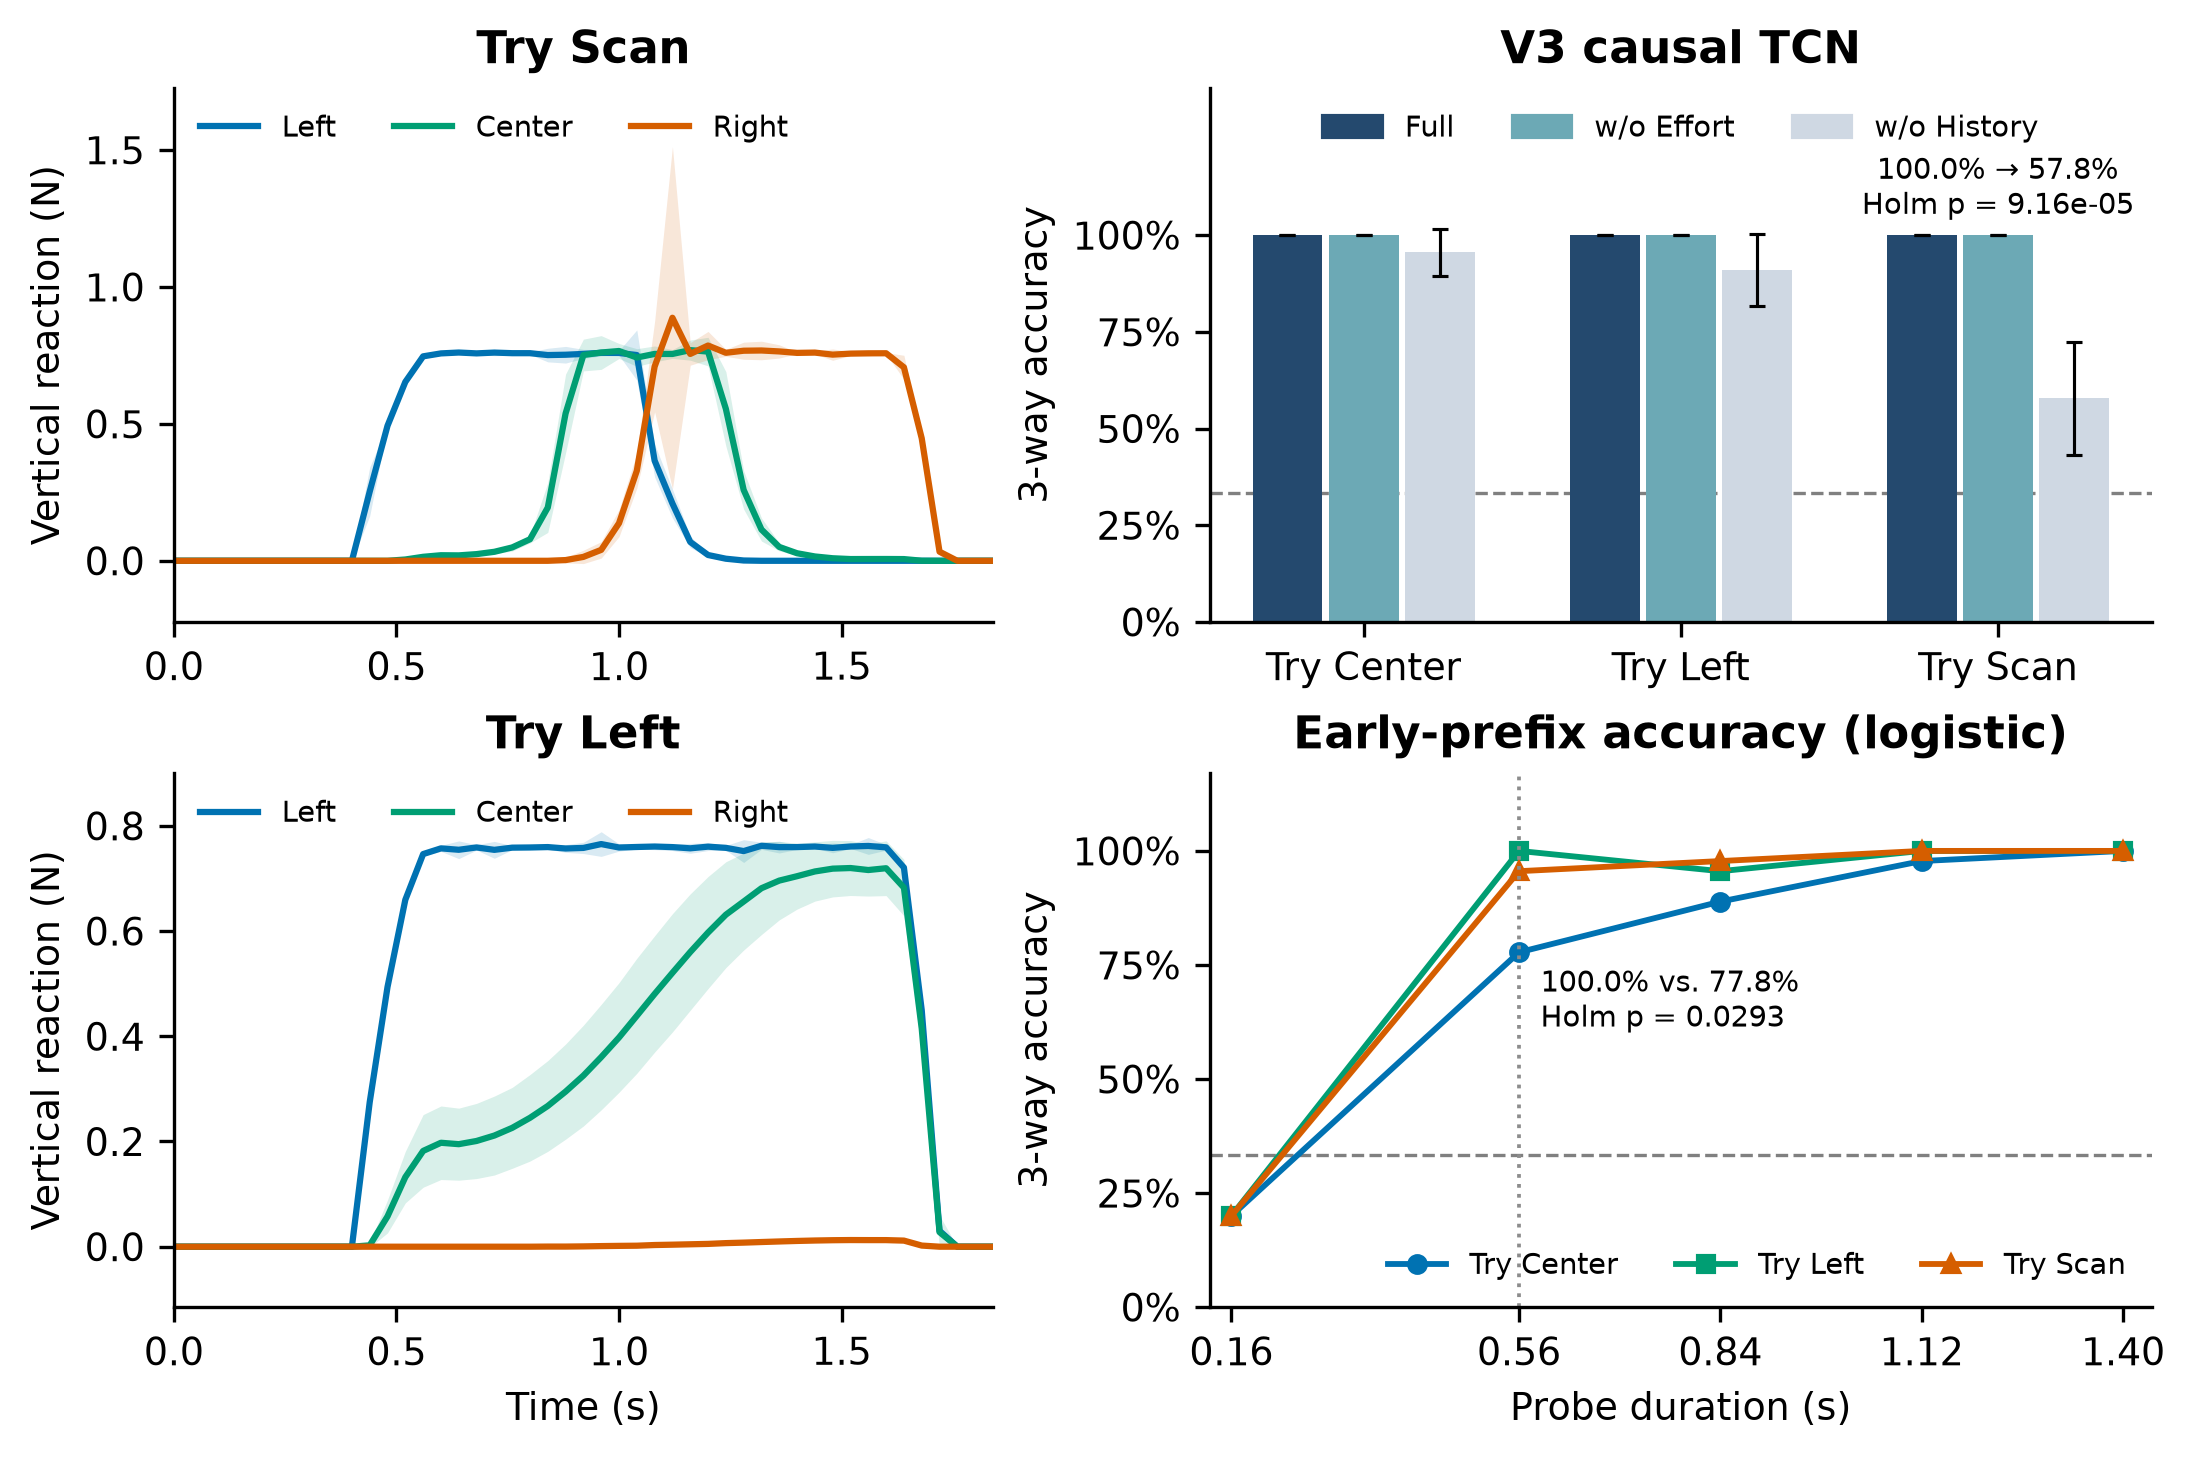 Try Scan
Left Center Right
Vertical reaction (N)
1.5
1.0
0.5
0.0
0.0 0.5 1.0 1.5
V3 causal TCN
Full w/o Effort w/o History
100.0% → 57.8%
Holm p = 9.16e-05
3-way accuracy
100%
75%
50%
25%
0%
Try Center Try Left Try Scan
Try Left
Left Center Right
Vertical reaction (N)
0.8
0.6
0.4
0.2
0.0
0.0 0.5 1.0 1.5
Time (s)
Early-prefix accuracy (logistic)
3-way accuracy
100%
75%
50%
25%
0%
100.0% vs. 77.8%
Holm p = 0.0293
Try Center Try Left Try Scan
0.16 0.56 0.84 1.12 1.40
Probe duration (s)